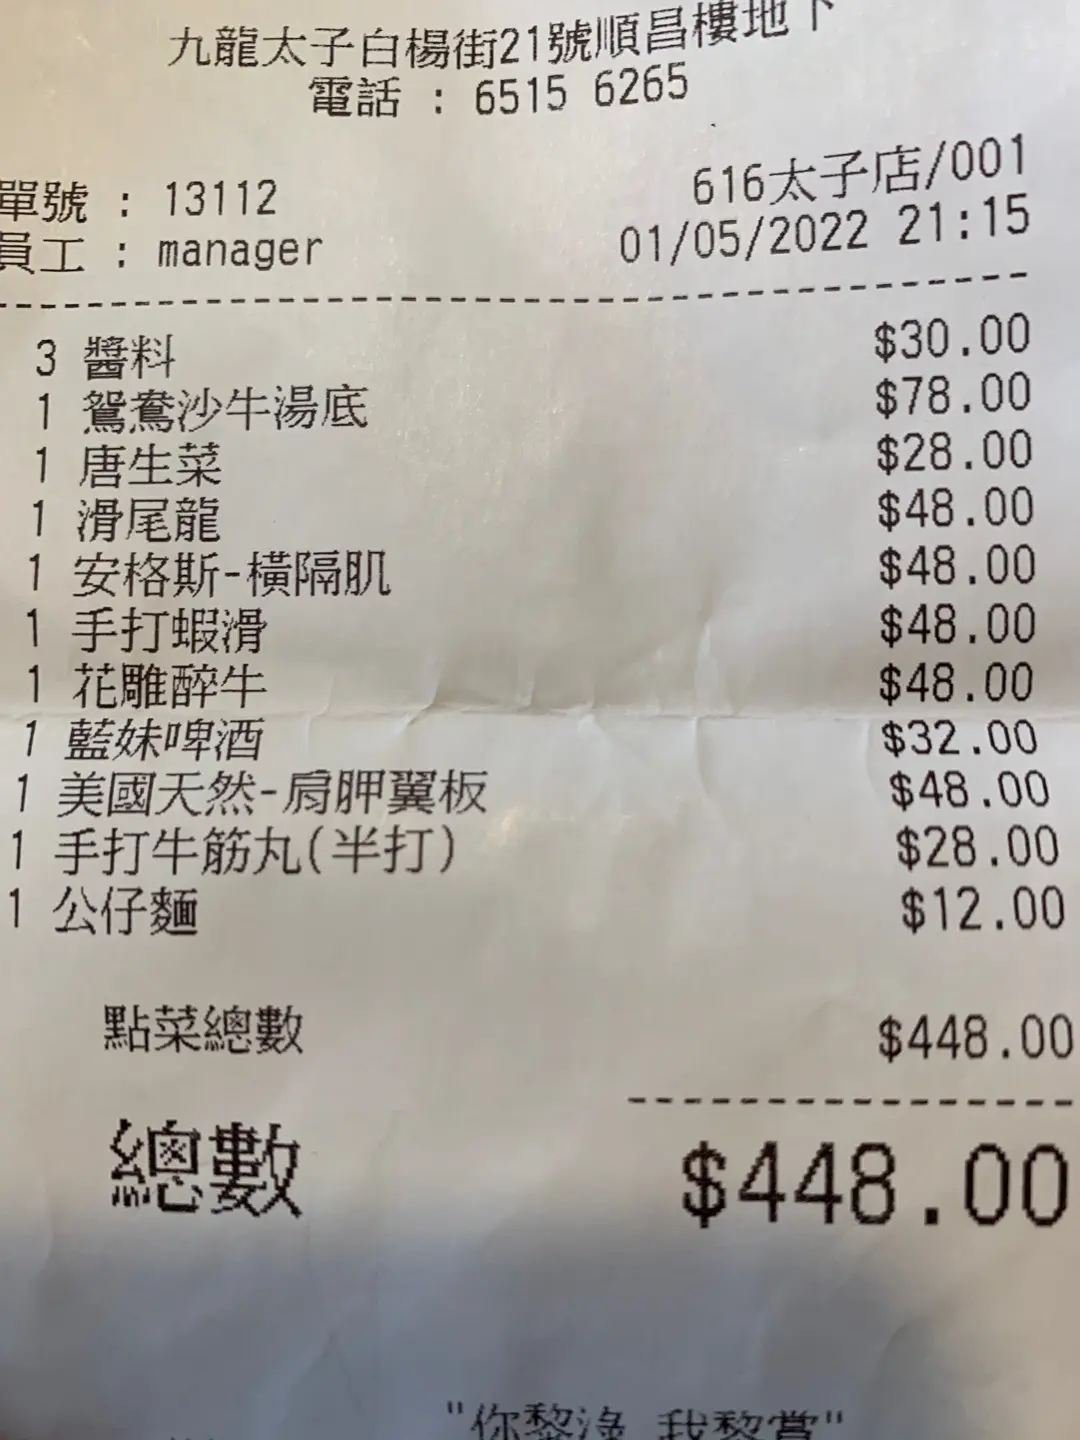 九龍太子白楊街21號順昌樓地下
電話 : 6515 6265
單號 : 13112 616太子店/001
員工 : manager 01/05/2022 21:15
3 醬料 $30.00
1 鴛鴦沙牛湯底 $78.00
1 唐生菜 $28.00
1 滑尾龍 $48.00
1 安格斯-橫隔肌 $48.00
1 手打蝦滑 $48.00
1 花雕醉牛 $48.00
1 藍妹啤酒 $32.00
1 美國天然-肩胛翼板 $48.00
1 手打牛筋丸(半打) $28.00
1 公仔麵 $12.00
點菜總數 $448.00
總數 $448.00
"你黎淥 我黎賞"